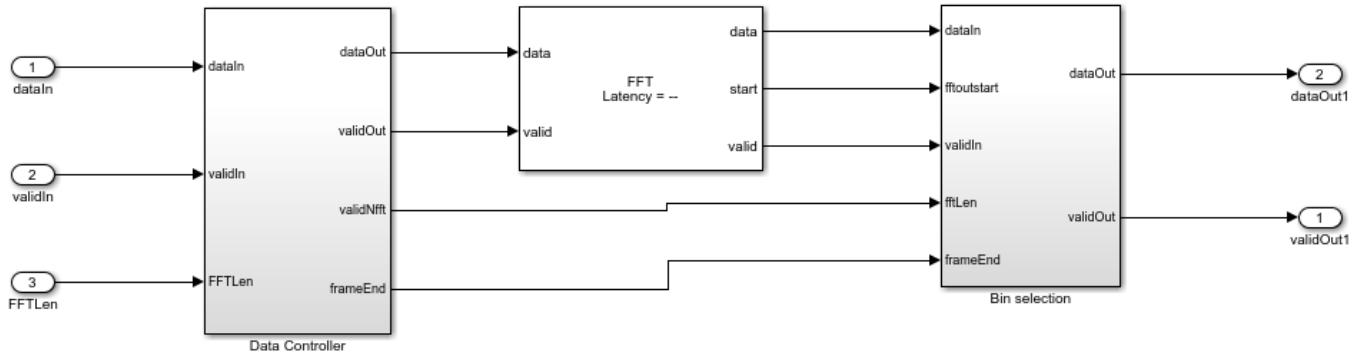 1
dataIn
2
validIn
3
FFTLen
dataIn
validIn
FFTLen
dataOut
validOut
validNfft
frameEnd
Data Controller
data
valid
FFT
Latency = --
data
start
valid
dataIn
fftoutstart
validIn
fftLen
frameEnd
dataOut
validOut
Bin selection
2
dataOut1
1
validOut1